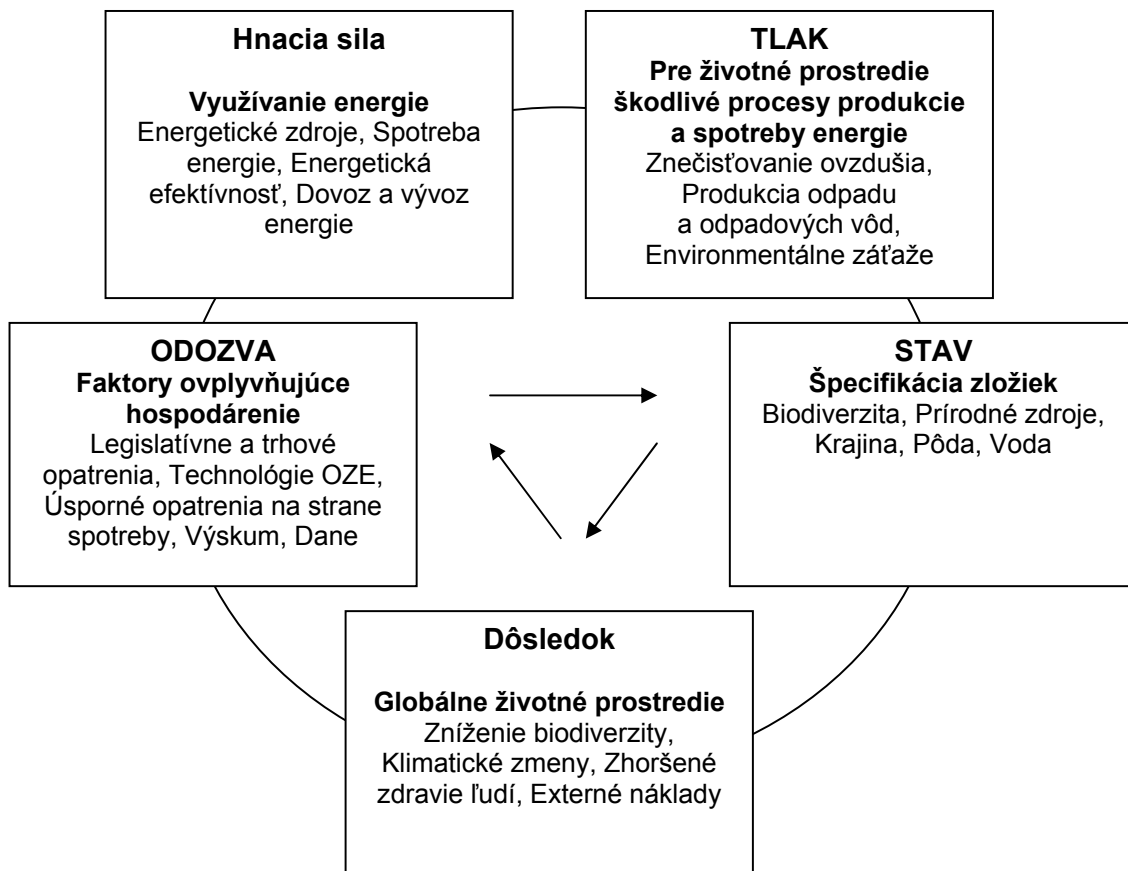 Hnacia sila
Využívanie energie
Energetické zdroje, Spotreba
energie, Energetická
efektívnosť, Dovoz a vývoz
energie
TLAK
Pre životné prostredie
škodlivé procesy produkcie
a spotreby energie
Znečisťovanie ovzdušia,
Produkcia odpadu
a odpadových vôd,
Environmentálne záťaže
ODOZVA
Faktory ovplyvňujúce
hospodárenie
Legislatívne a trhové
opatrenia, Technológie OZE,
Úsporné opatrenia na strane
spotreby, Výskum, Dane
STAV
Špecifikácia zložiek
Biodiverzita, Prírodné zdroje,
Krajina, Pôda, Voda
Dôsledok
Globálne životné prostredie
Zníženie biodiverzity,
Klimatické zmeny, Zhoršené
zdravie ľudí, Externé náklady